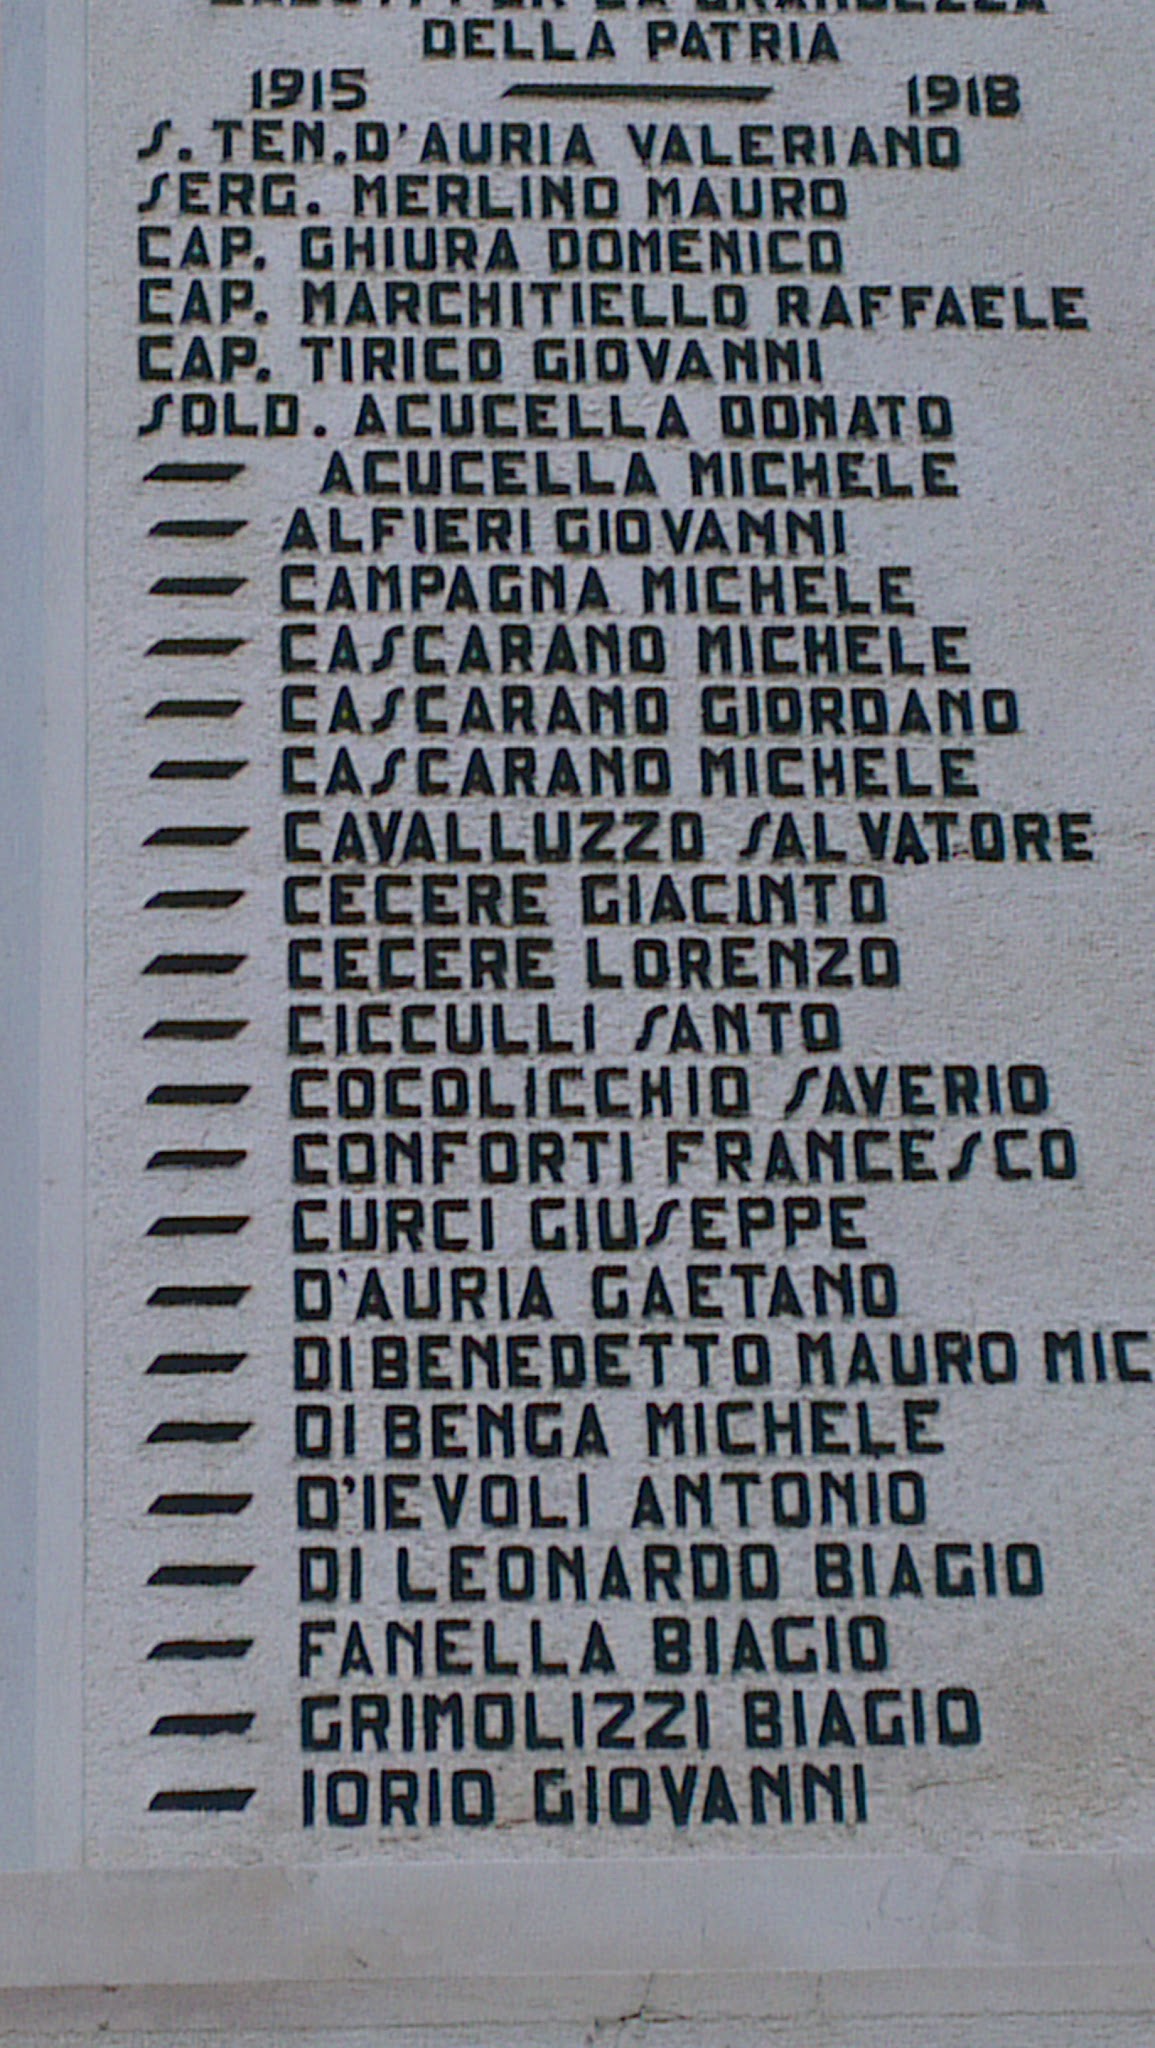 DELLA PATRIA
1915 — 1918
S. TEN. D'AURIA VALERIANO
SERG. MERLINO MAURO
CAP. GHIURA DOMENICO
CAP. MARCHITIELLO RAFFAELE
CAP. TIRICO GIOVANNI
SOLD. ACUCELLA DONATO
— ACUCELLA MICHELE
— ALFIERI GIOVANNI
— CAMPAGNA MICHELE
— CASCARANO MICHELE
— CASCARANO GIORDANO
— CASCARANO MICHELE
— CAVALLUZZO SALVATORE
— CECERE GIACINTO
— CECERE LORENZO
— CICCULLI SANTO
— COCOLICCHIO SAVERIO
— CONFORTI FRANCESCO
— CURCI GIUSEPPE
— D'AURIA GAETANO
— DI BENEDETTO MAURO MIC
— DI BENGA MICHELE
— D'IEVOLI ANTONIO
— DI LEONARDO BIAGIO
— FANELLA BIAGIO
— GRIMOLIZZI BIAGIO
— IORIO GIOVANNI